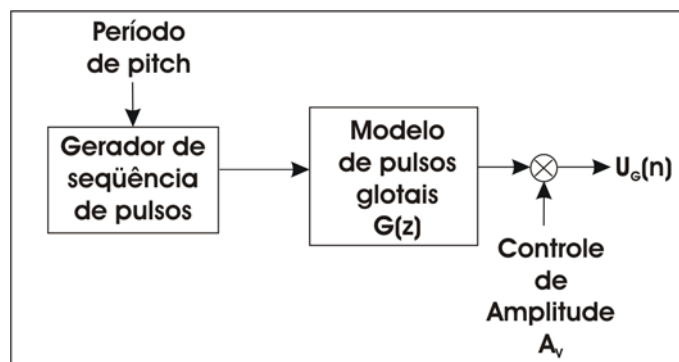 Período
de pitch
Gerador de
seqüência
de pulsos
Modelo
de pulsos
glotais
G(z)
U_G(n)
Controle
de
Amplitude
A_V